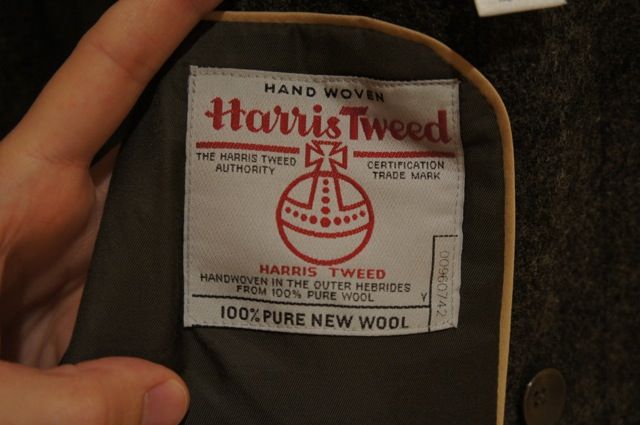 HAND WOVEN
Harris Tweed
THE HARRIS TWEED AUTHORITY
CERTIFICATION TRADE MARK
HARRIS TWEED
HANDWOVEN IN THE OUTER HEBRIDES
FROM 100% PURE WOOL
Y
00960742
100% PURE NEW WOOL